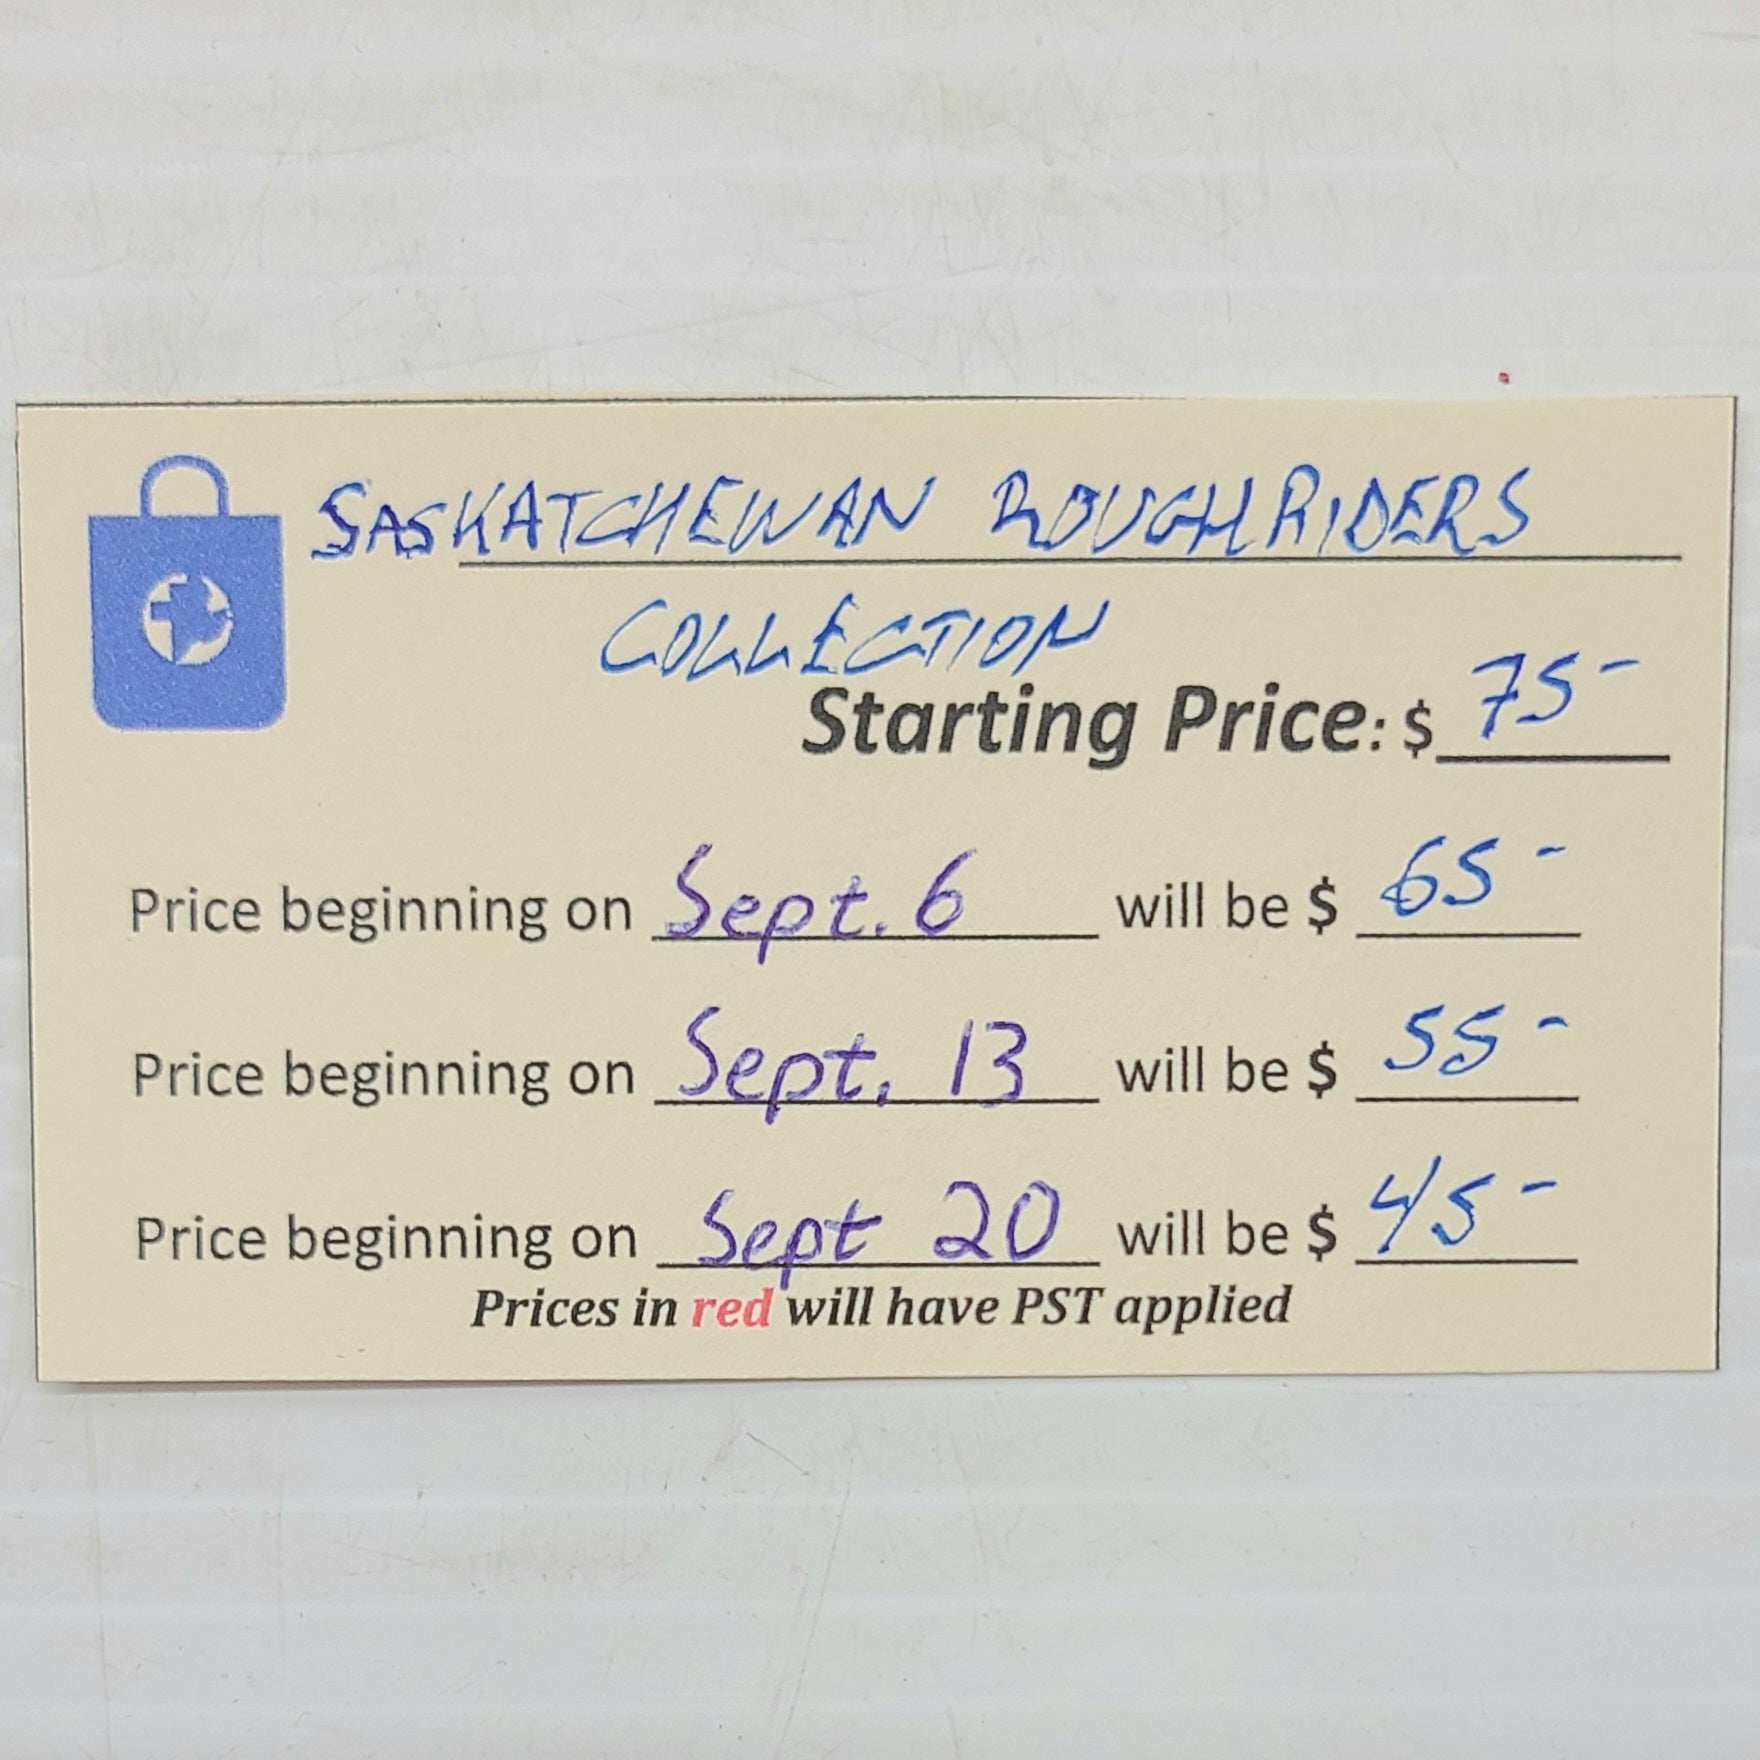 SASKATCHEWAN ROUGHRIDERS
COLLECTION
Starting Price: $ 75-
Price beginning on Sept. 6 will be $ 65-
Price beginning on Sept. 13 will be $ 55-
Price beginning on Sept 20 will be $ 45-
Prices in red will have PST applied